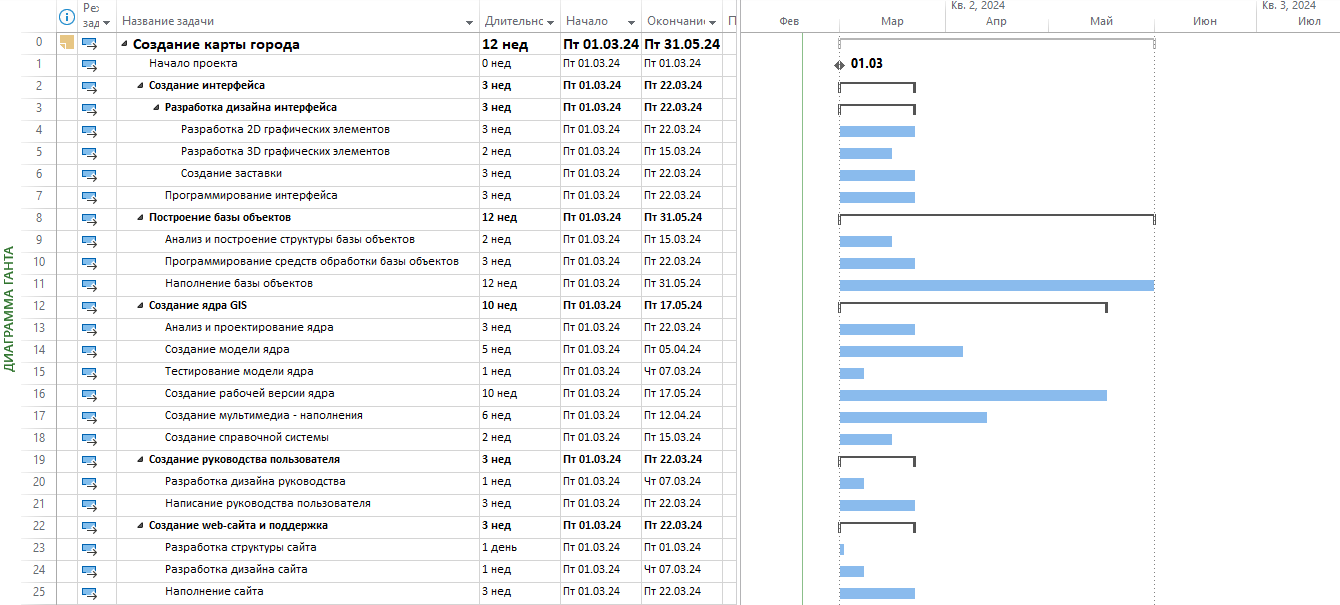 Кв. 2, 2024 Кв. 3, 2024
Реж
зад Название задачи Длительнс Начало Окончани П Фев Мар Апр Май Июн Июл
ДИАГРАММА ГАНТА
0 Создание карты города 12 нед Пт 01.03.24 Пт 31.05.24
1 Начало проекта 0 нед Пт 01.03.24 Пт 01.03.24 01.03
2 Создание интерфейса 3 нед Пт 01.03.24 Пт 22.03.24
3 Разработка дизайна интерфейса 3 нед Пт 01.03.24 Пт 22.03.24
4 Разработка 2D графических элементов 3 нед Пт 01.03.24 Пт 22.03.24
5 Разработка 3D графических элементов 2 нед Пт 01.03.24 Пт 15.03.24
6 Создание заставки 3 нед Пт 01.03.24 Пт 22.03.24
7 Программирование интерфейса 3 нед Пт 01.03.24 Пт 22.03.24
8 Построение базы объектов 12 нед Пт 01.03.24 Пт 31.05.24
9 Анализ и построение структуры базы объектов 2 нед Пт 01.03.24 Пт 15.03.24
10 Программирование средств обработки базы объектов 3 нед Пт 01.03.24 Пт 22.03.24
11 Наполнение базы объектов 12 нед Пт 01.03.24 Пт 31.05.24
12 Создание ядра GIS 10 нед Пт 01.03.24 Пт 17.05.24
13 Анализ и проектирование ядра 3 нед Пт 01.03.24 Пт 22.03.24
14 Создание модели ядра 5 нед Пт 01.03.24 Пт 05.04.24
15 Тестирование модели ядра 1 нед Пт 01.03.24 Чт 07.03.24
16 Создание рабочей версии ядра 10 нед Пт 01.03.24 Пт 17.05.24
17 Создание мультимедиа - наполнения 6 нед Пт 01.03.24 Пт 12.04.24
18 Создание справочной системы 2 нед Пт 01.03.24 Пт 15.03.24
19 Создание руководства пользователя 3 нед Пт 01.03.24 Пт 22.03.24
20 Разработка дизайна руководства 1 нед Пт 01.03.24 Чт 07.03.24
21 Написание руководства пользователя 3 нед Пт 01.03.24 Пт 22.03.24
22 Создание web-сайта и поддержка 3 нед Пт 01.03.24 Пт 22.03.24
23 Разработка структуры сайта 1 день Пт 01.03.24 Пт 01.03.24
24 Разработка дизайна сайта 1 нед Пт 01.03.24 Чт 07.03.24
25 Наполнение сайта 3 нед Пт 01.03.24 Пт 22.03.24